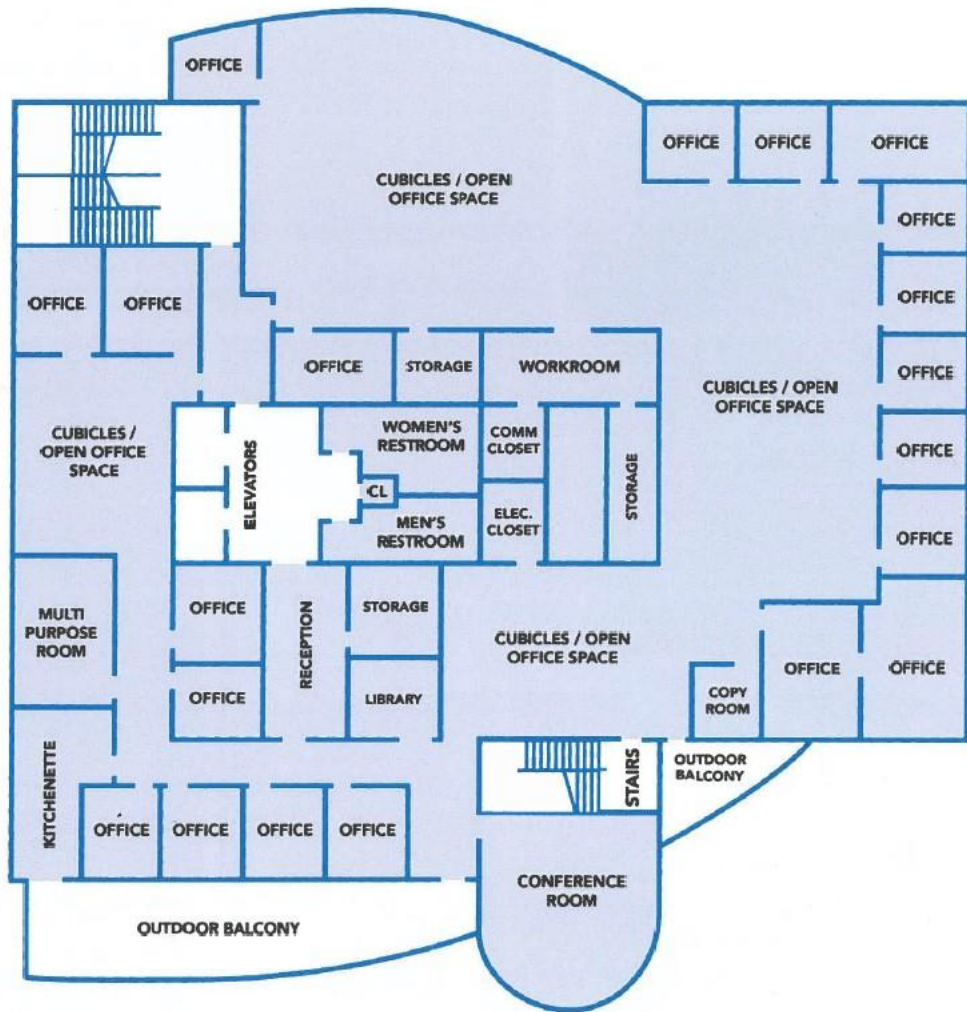 OFFICE
OFFICE
OFFICE
OFFICE
CUBICLES / OPEN
OFFICE SPACE
OFFICE
OFFICE
OFFICE
OFFICE
OFFICE
STORAGE
WORKROOM
OFFICE
CUBICLES / OPEN
OFFICE SPACE
CUBICLES /
OPEN OFFICE
SPACE
ELEVATORS
WOMEN'S
RESTROOM
COMM
CLOSET
STORAGE
OFFICE
CL
ELEC.
CLOSET
MEN'S
RESTROOM
OFFICE
MULTI
PURPOSE
ROOM
OFFICE
RECEPTION
STORAGE
CUBICLES / OPEN
OFFICE SPACE
OFFICE
LIBRARY
COPY
ROOM
OFFICE
OFFICE
KITCHENETTE
STAIRS
OUTDOOR
BALCONY
OFFICE
OFFICE
OFFICE
OFFICE
CONFERENCE
ROOM
OUTDOOR BALCONY